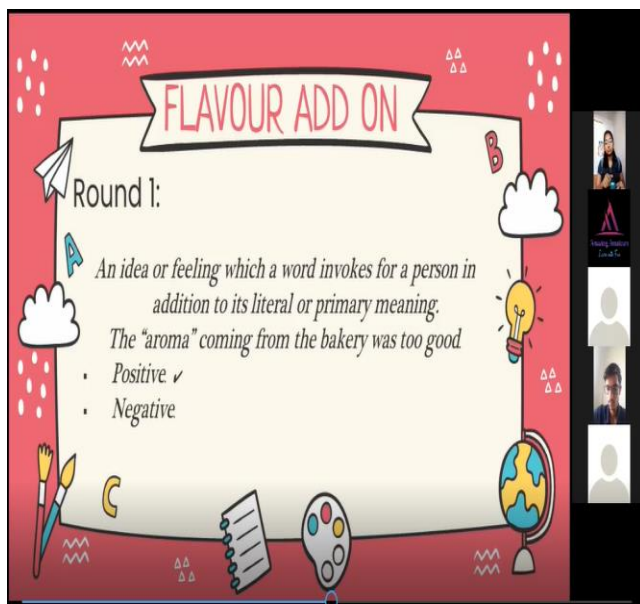 FLAVOUR ADD ON
B
Round 1:
A
An idea or feeling which a word invokes for a person in
addition to its literal or primary meaning.
The “aroma” coming from the bakery was too good
▪ Positive ✓
▪ Negative
C